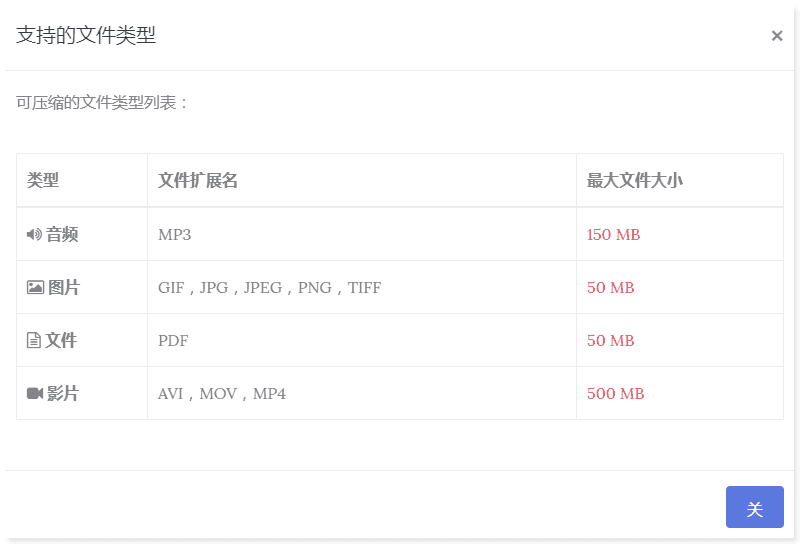 支持的文件类型 ×
可压缩的文件类型列表：
类型 文件扩展名 最大文件大小
音频 MP3 150 MB
图片 GIF，JPG，JPEG，PNG，TIFF 50 MB
文件 PDF 50 MB
影片 AVI，MOV，MP4 500 MB
关